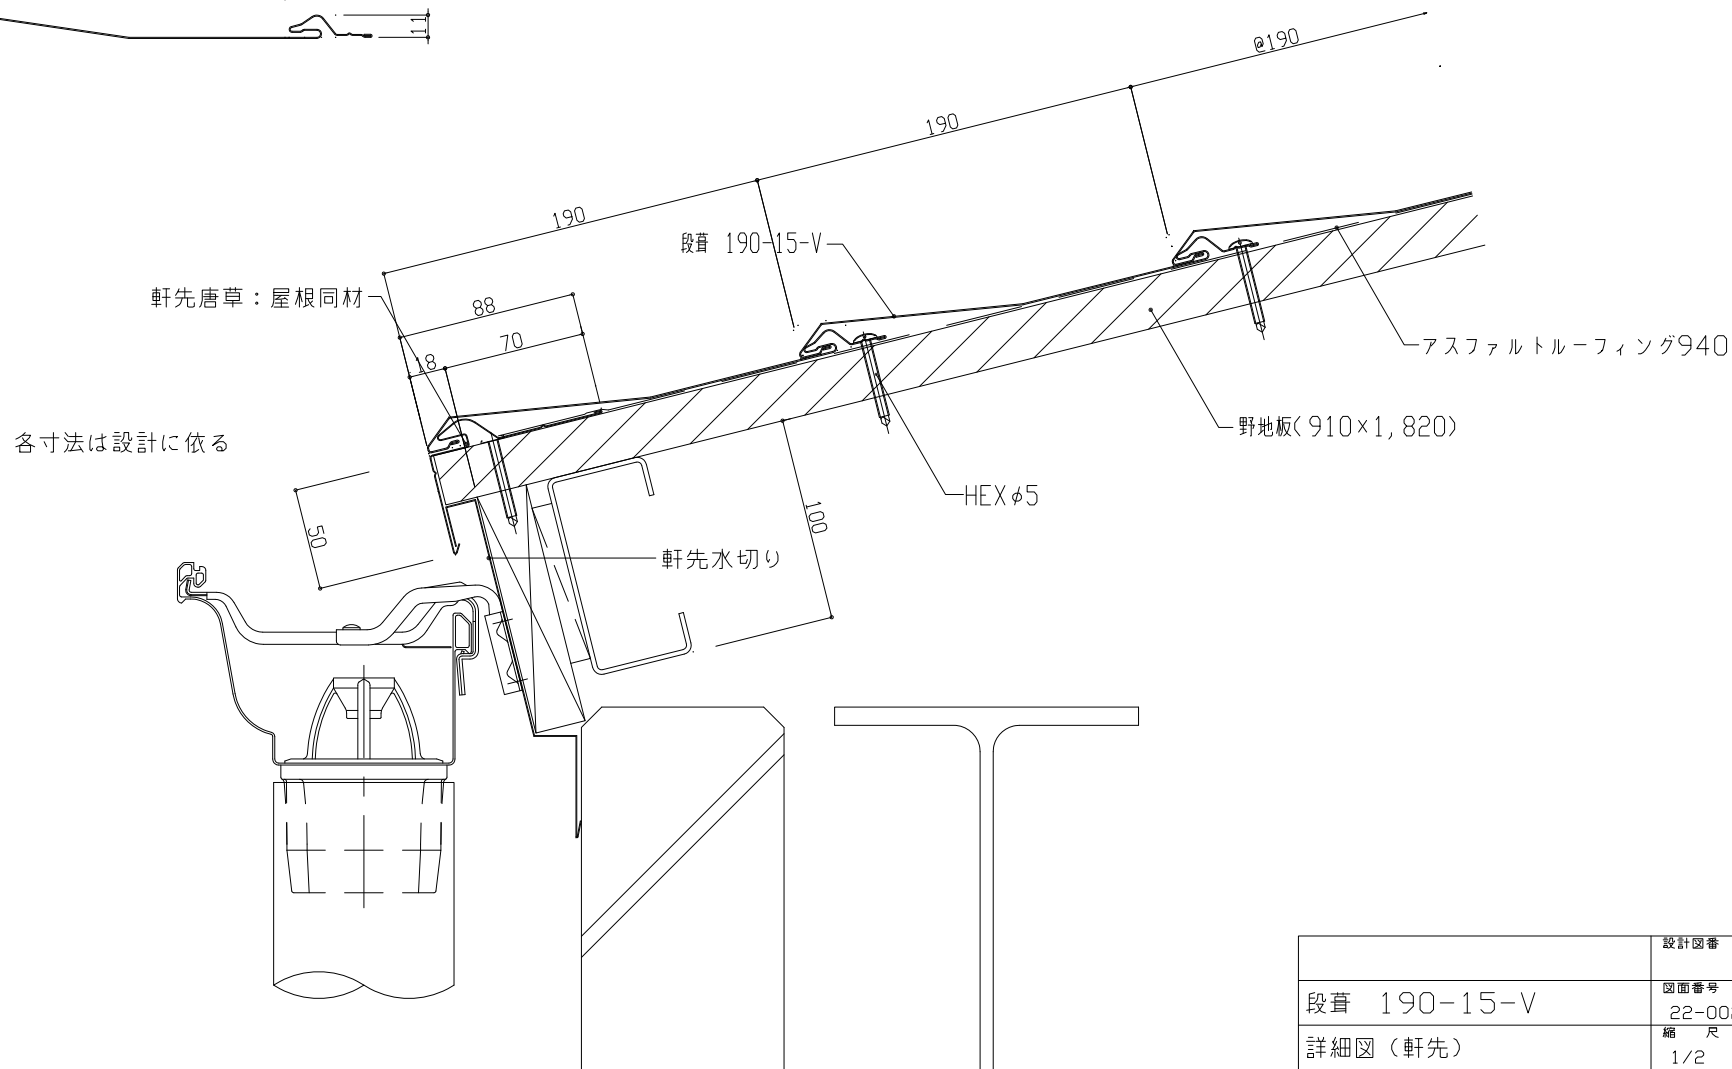 11
@190
190
190
段葺 190-15-V
軒先唐草：屋根同材
88
70
18
アスファルトルーフィング940
野地板(910×1,820)
各寸法は設計に依る
HEXφ5
100
50
軒先水切り
設計図番
段葺 190-15-V
図面番号
詳細図（軒先）
縮 尺
1/2